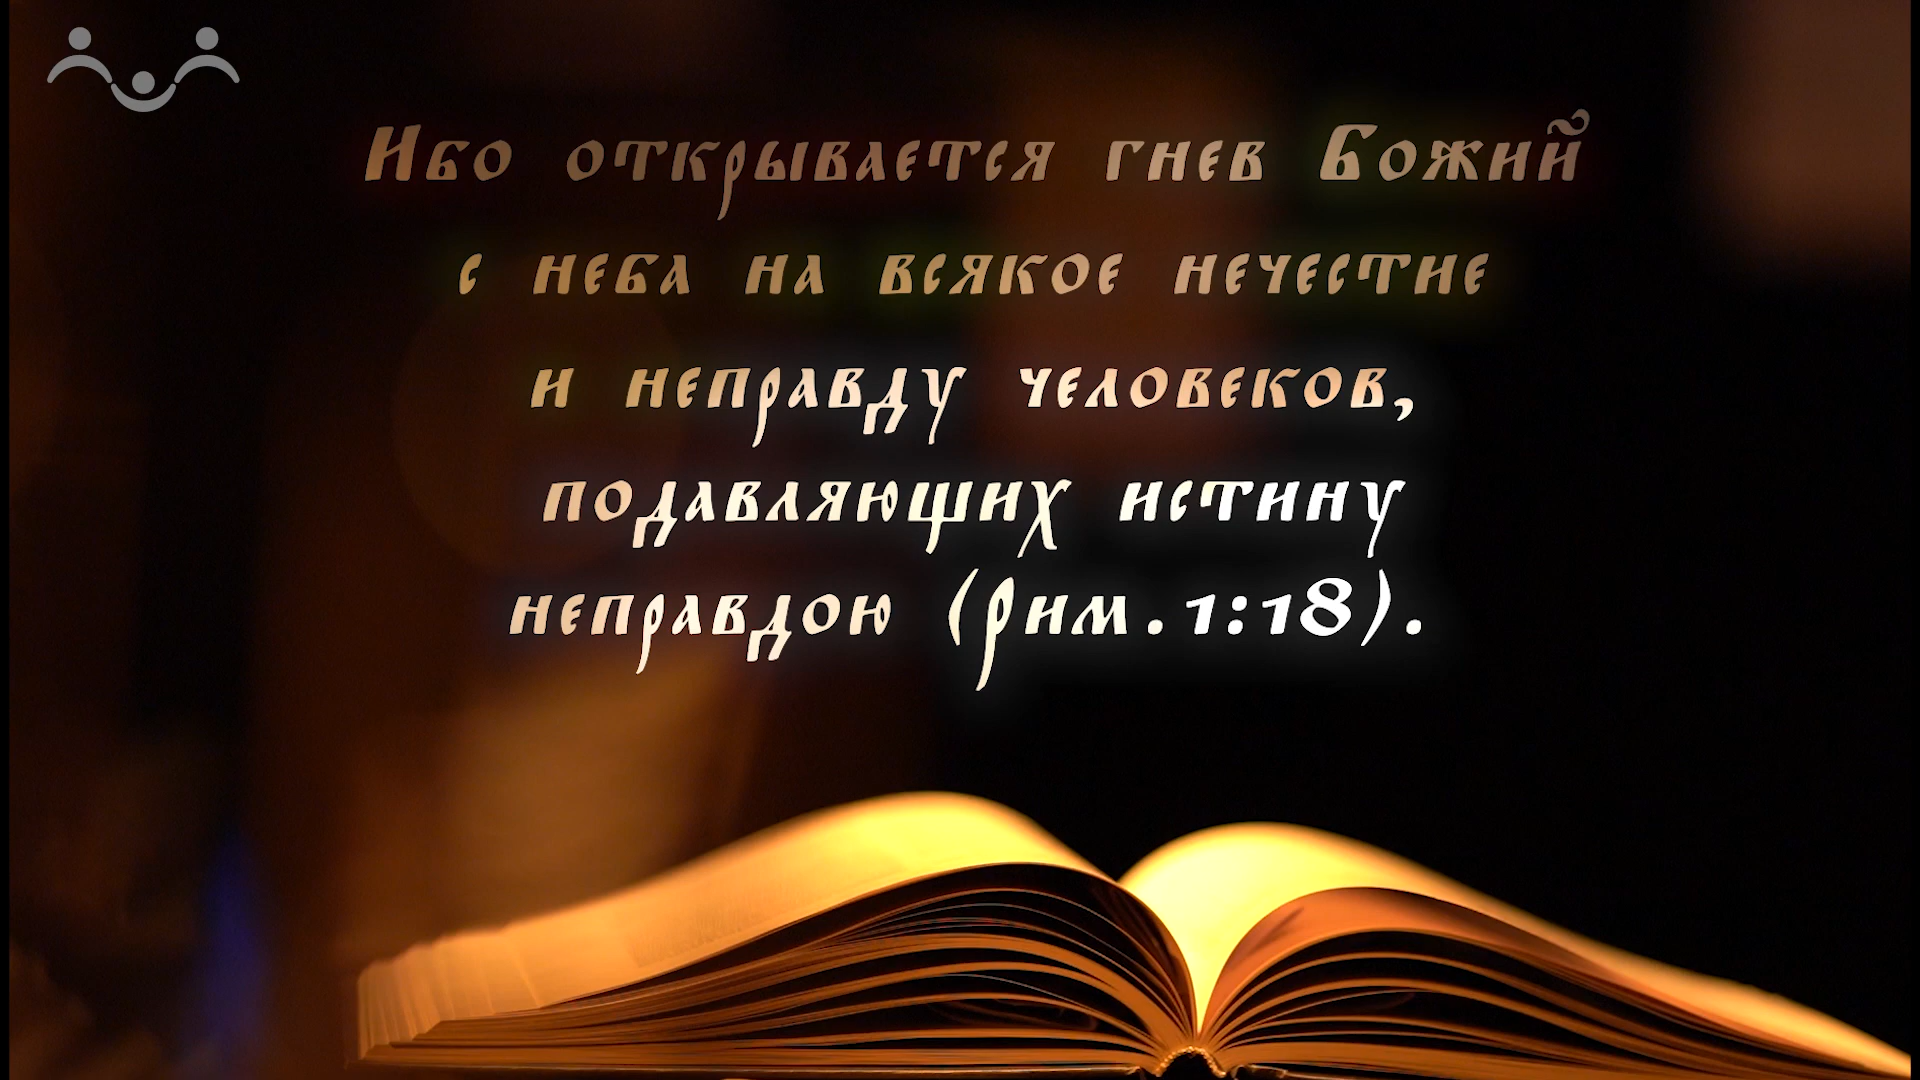 Ибо открывается гнев Божий
с неба на всякое нечестие
и неправду человеков,
подавляющих истину
неправдою (рим.1:18).